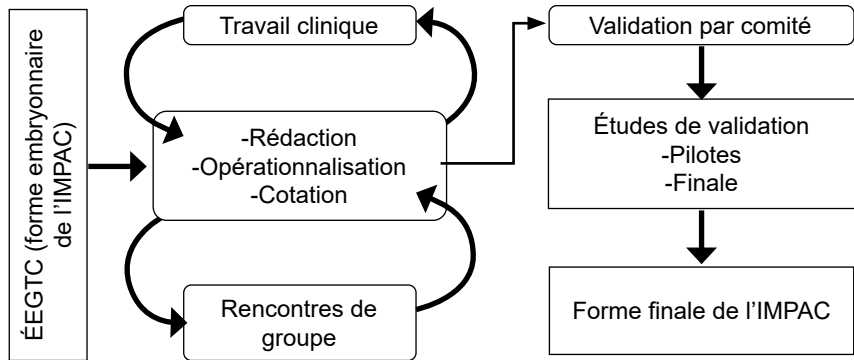 ÉEGTC (forme embryonnaire
de l'IMPAC)
Travail clinique
-Rédaction
-Opérationnalisation
-Cotation
Rencontres de
groupe
Validation par comité
Études de validation
-Pilotes
-Finale
Forme finale de l'IMPAC